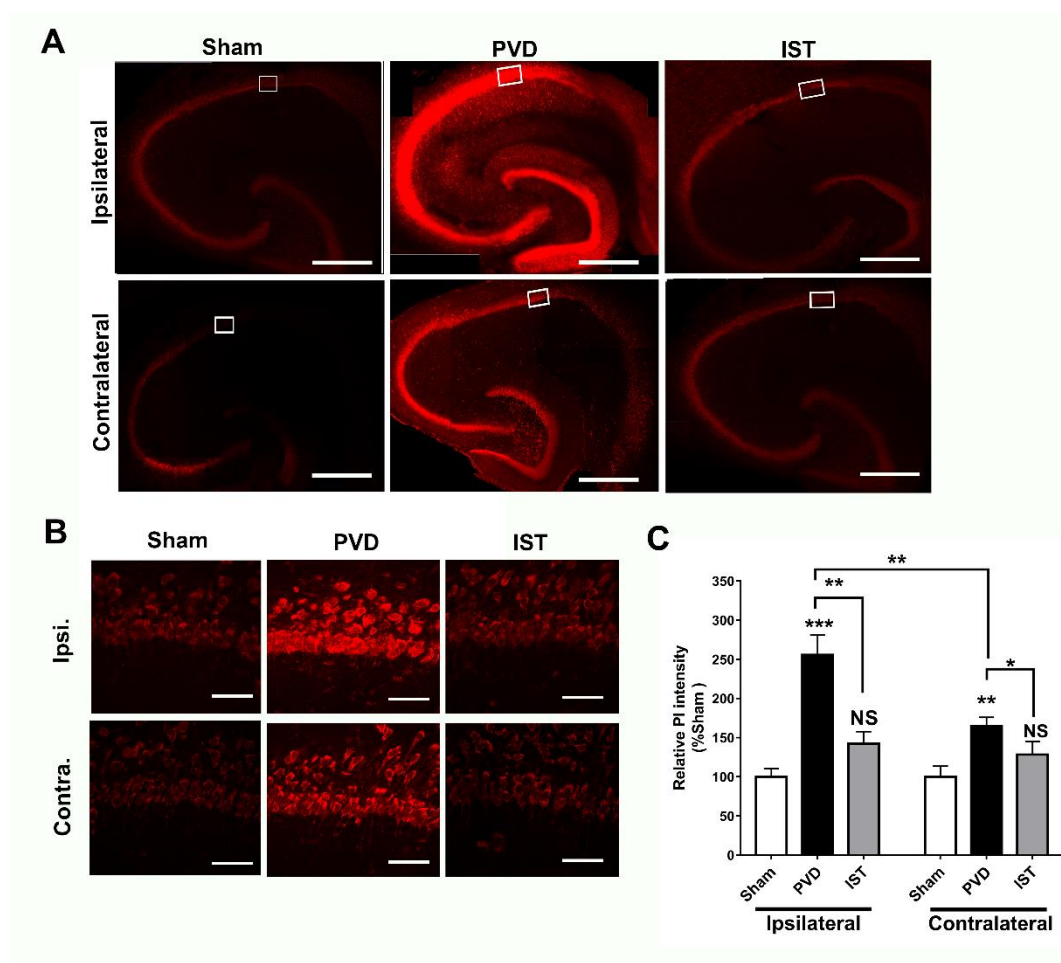 A
Sham
PVD
IST
Ipsilateral
Contralateral
B
Sham
PVD
IST
Ipsi.
Contra.
C
Relative PI intensity
(%Sham )
350
300
250
200
150
100
50
0
**
**
***
NS
*
**
NS
Sham
PVD
IST
Sham
PVD
IST
Ipsilateral
Contralateral